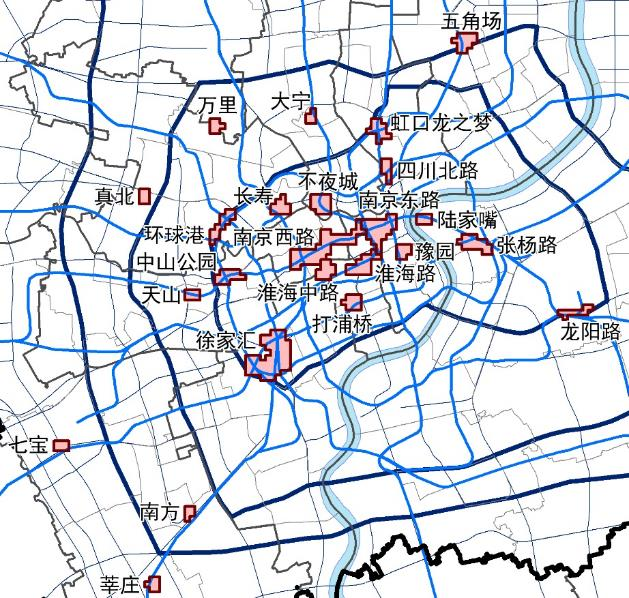 五角场
万里
大宁
虹口龙之梦
四川北路
真北
长寿
不夜城
南京东路
陆家嘴
环球港
南京西路
豫园
张杨路
中山公园
淮海路
天山
淮海中路
打浦桥
龙阳路
徐家汇
七宝
南方
莘庄